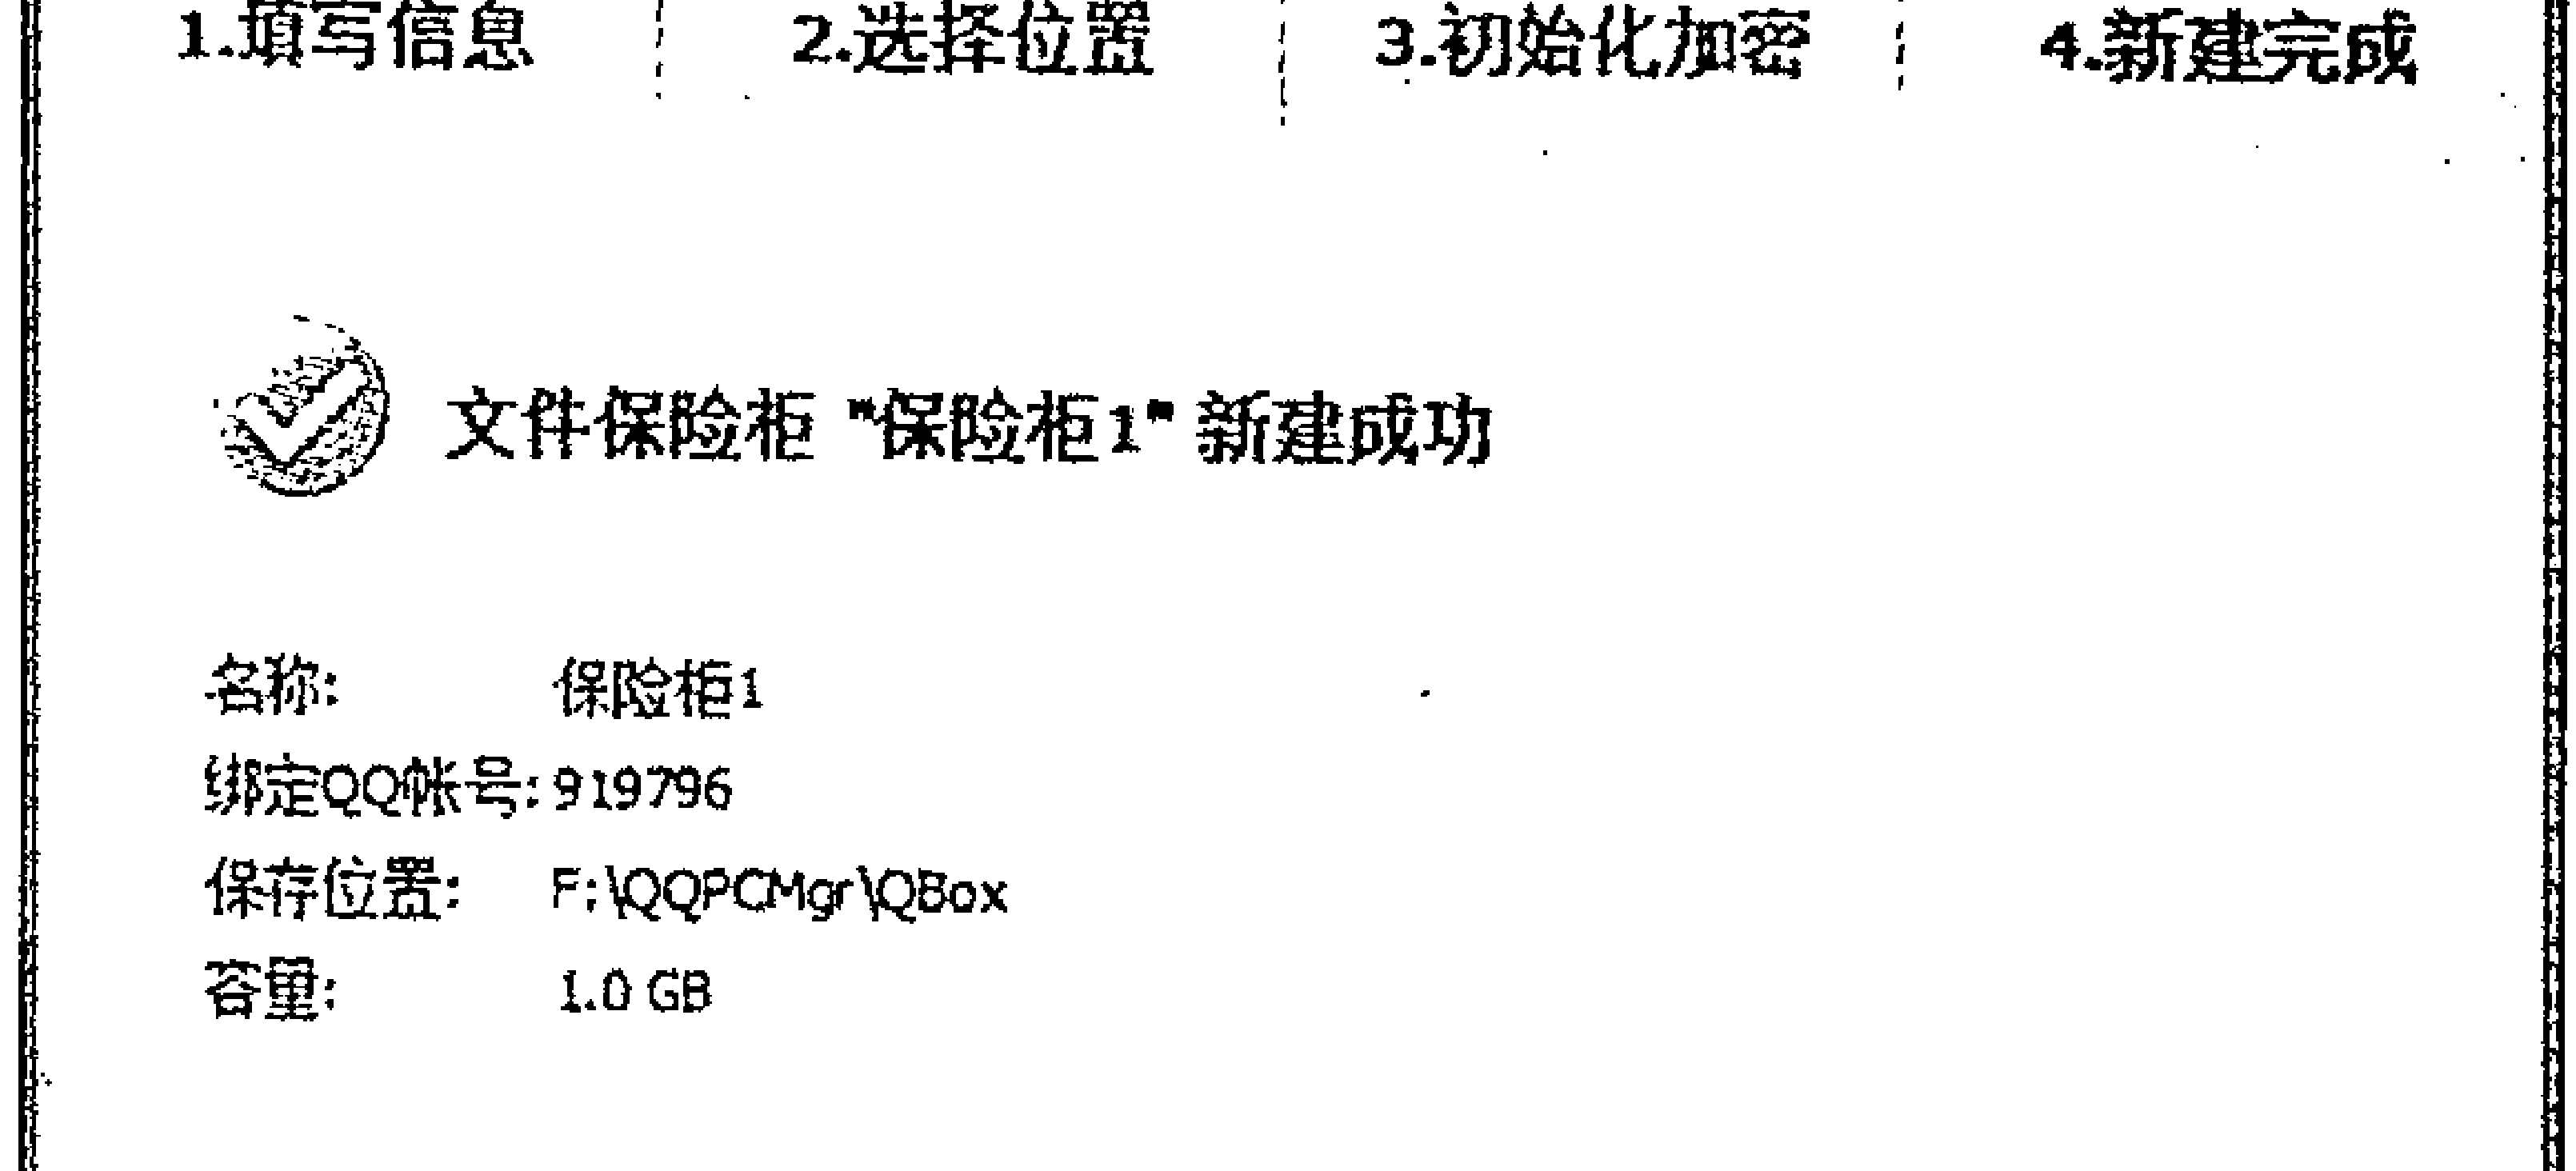 1.填写信息 2.选择位置 3.初始化加密 4.新建完成
文件保险柜 "保险柜1" 新建成功
名称: 保险柜1
绑定QQ帐号: 919796
保存位置: F:\QQPCMgr\QBox
容量: 1.0 GB